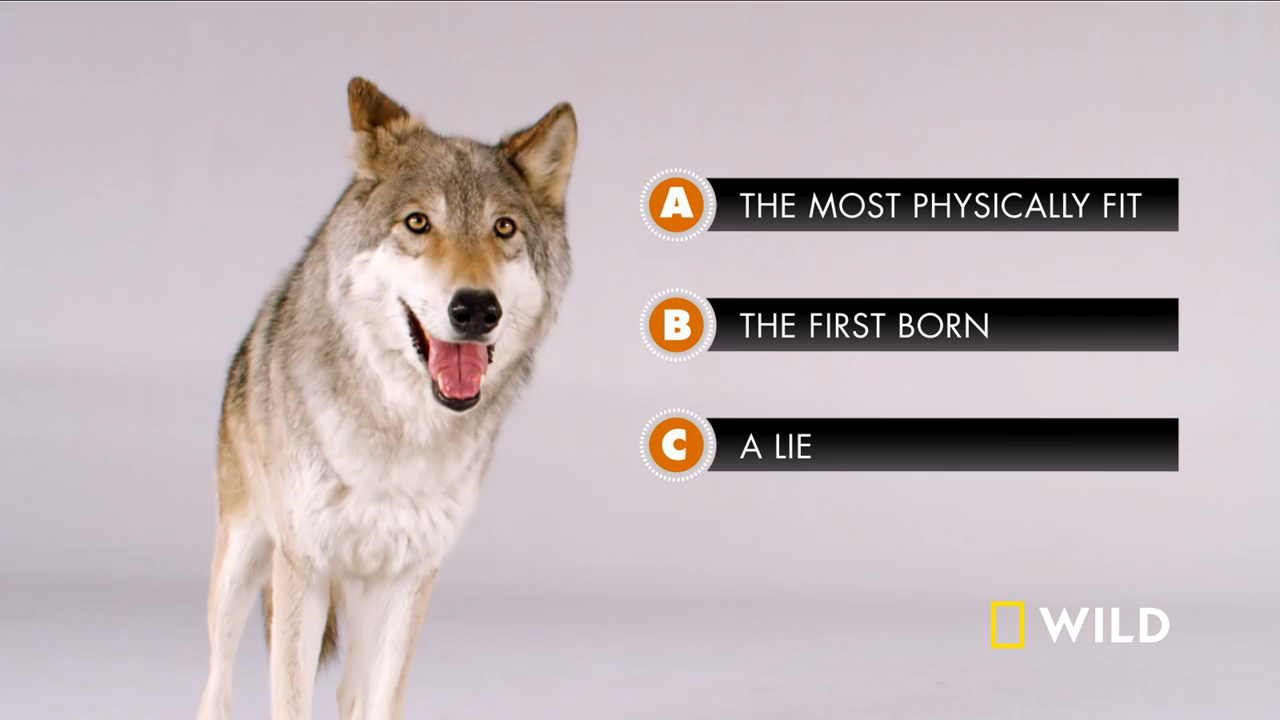 A THE MOST PHYSICALLY FIT
B THE FIRST BORN
C A LIE
WILD